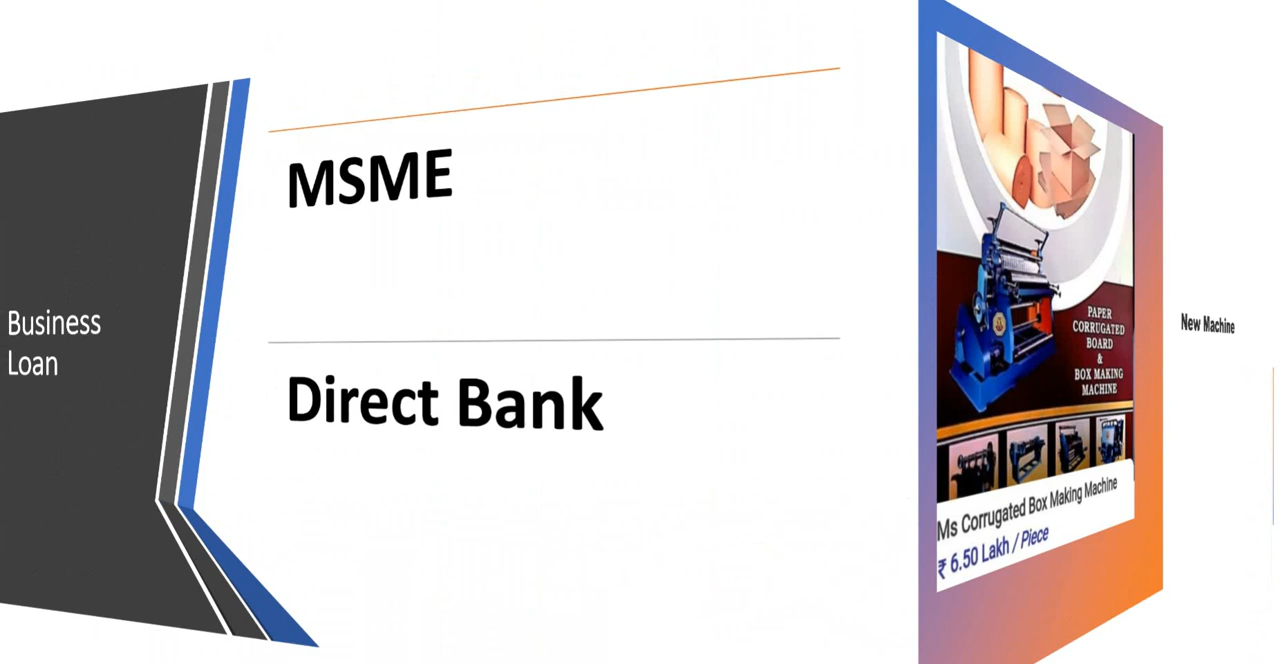 Business
Loan
MSME
Direct Bank
PAPER
CORRUGATED
BOARD
&
BOX MAKING
MACHINE
Ms Corrugated Box Making Machine
₹ 6.50 Lakh / Piece
New Machine